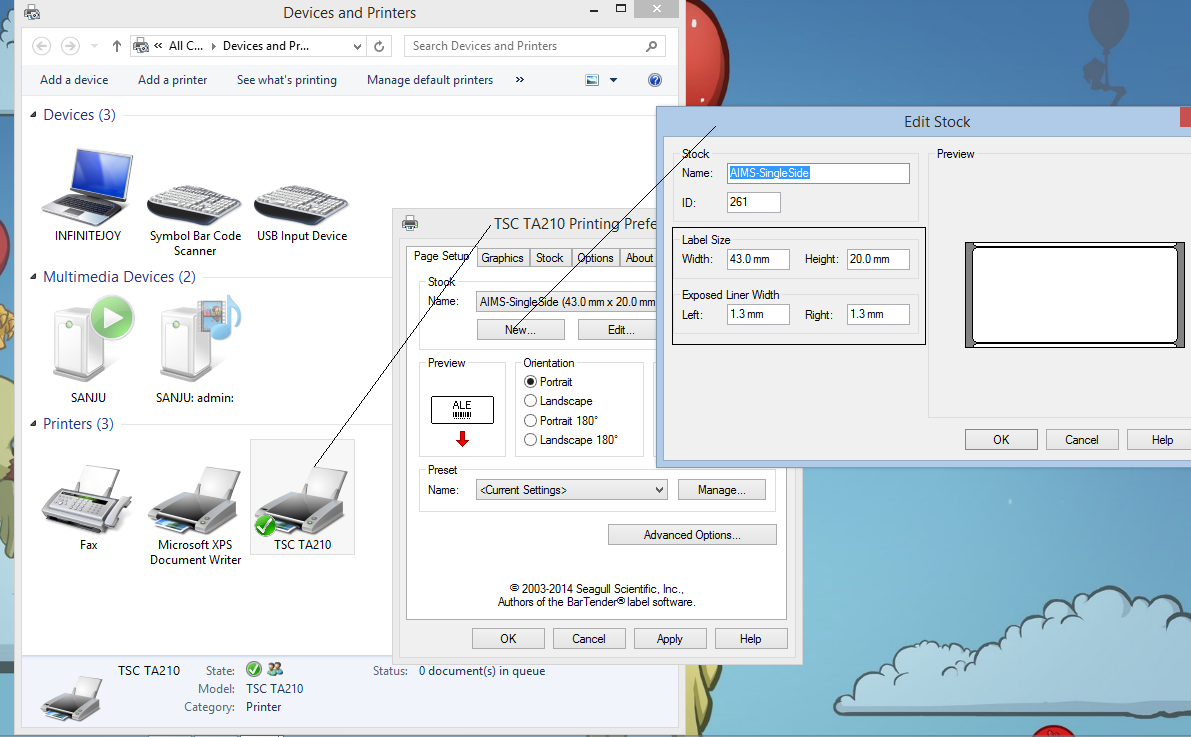 Devices and Printers
« All C... Devices and Pr...
Search Devices and Printers
Add a device Add a printer See what's printing Manage default printers »
Devices (3)
INFINITEJOY
Symbol Bar Code
Scanner
USB Input Device
Multimedia Devices (2)
SANJU
SANJU: admin:
Printers (3)
Fax
Microsoft XPS
Document Writer
TSC TA210
TSC TA210 State:
Status: 0 document(s) in queue
Model: TSC TA210
Category: Printer
TSC TA210 Printing Prefe
Page Setup Graphics Stock Options About
Stock
Name: AIMS-SingleSide (43.0 mm x 20.0 mm
New... Edit...
Preview
ALE
Orientation
Portrait
Landscape
Portrait 180°
Landscape 180°
Preset
Name: <Current Settings> Manage...
Advanced Options...
© 2003-2014 Seagull Scientific, Inc.,
Authors of the BarTender® label software.
OK Cancel Apply Help
Edit Stock
Stock
Name: AIMS-SingleSide
ID: 261
Label Size
Width: 43.0 mm Height: 20.0 mm
Exposed Liner Width
Left: 1.3 mm Right: 1.3 mm
Preview
OK Cancel Help